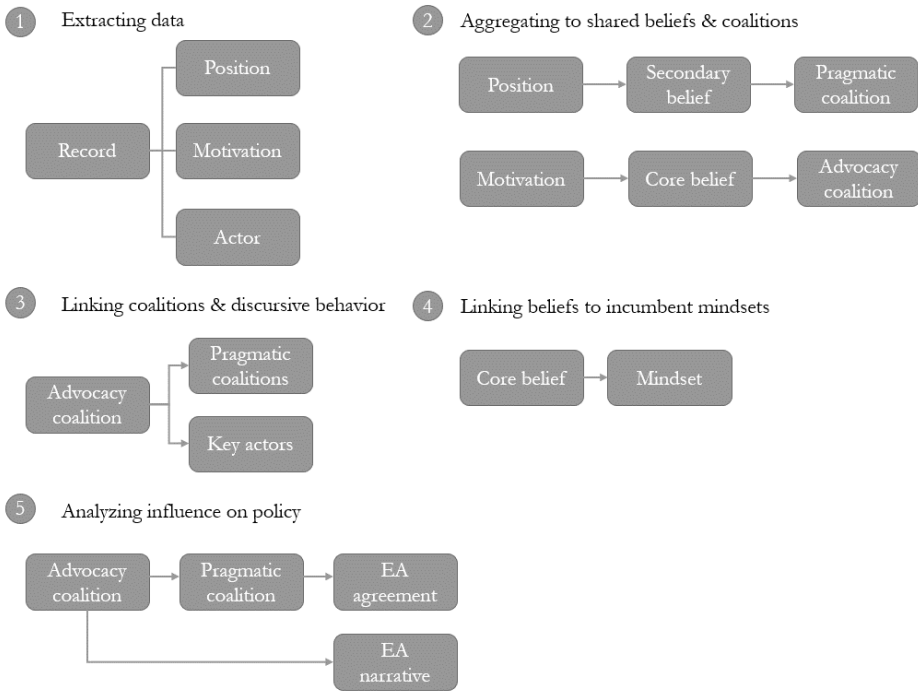 1 Extracting data
Position
Record
Motivation
Actor
2 Aggregating to shared beliefs & coalitions
Position
Secondary
belief
Pragmatic
coalition
Motivation
Core belief
Advocacy
coalition
3 Linking coalitions & discursive behavior
Advocacy
coalition
Pragmatic
coalitions
Key actors
4 Linking beliefs to incumbent mindsets
Core belief
Mindset
5 Analyzing influence on policy
Advocacy
coalition
Pragmatic
coalition
EA
agreement
EA
narrative